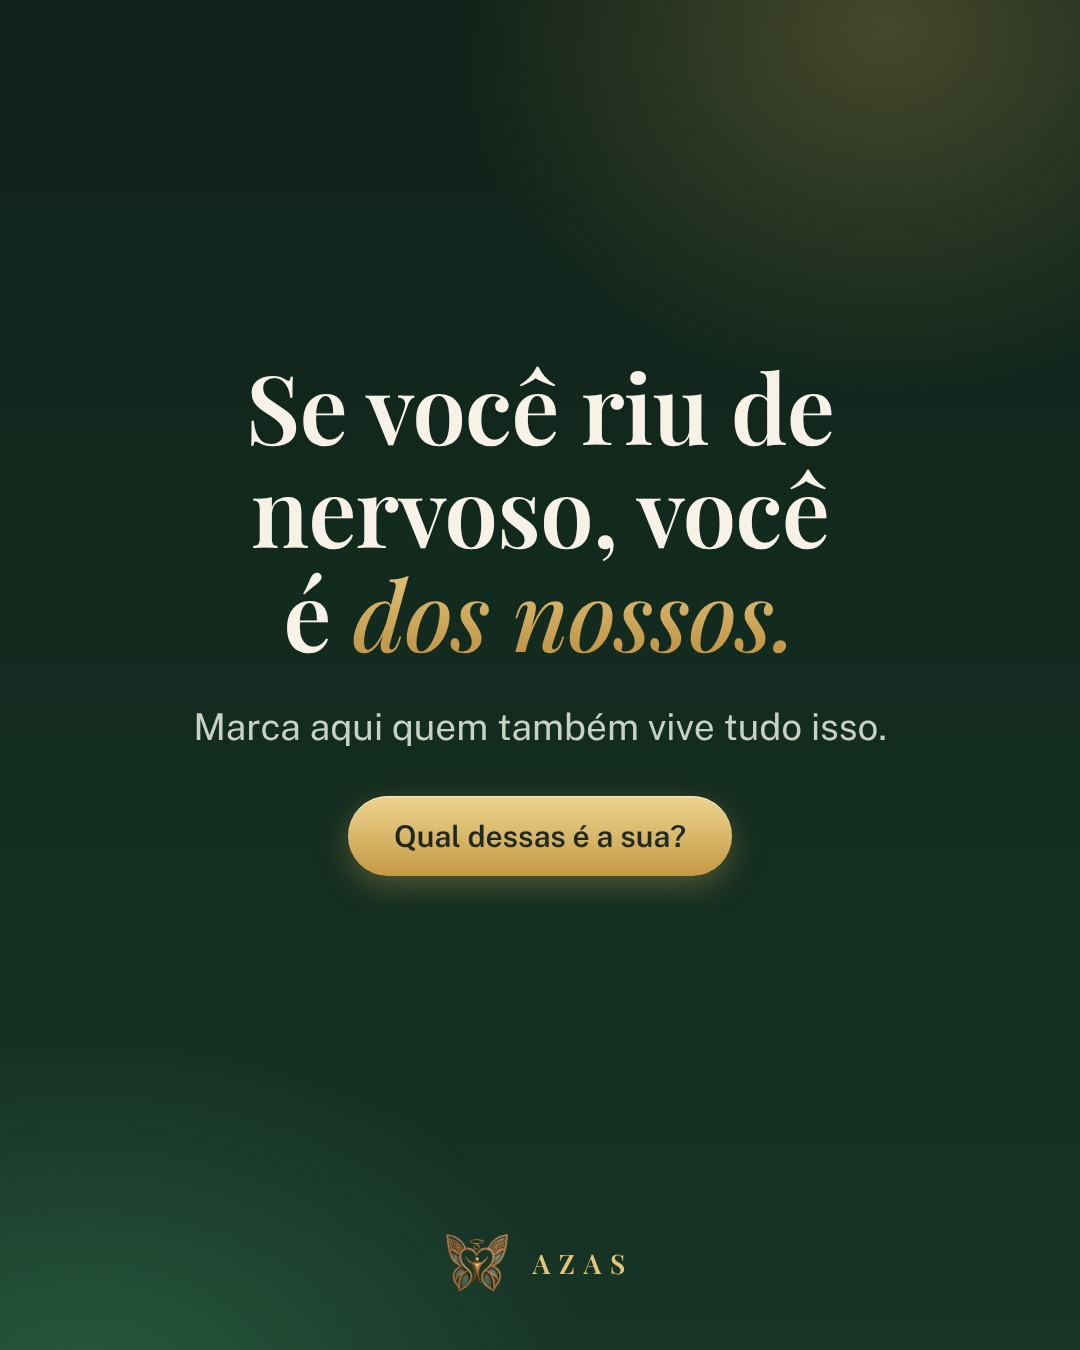 Se você riu de
nervoso, você
é dos nossos.
Marca aqui quem também vive tudo isso.
Qual dessas é a sua?
AZAS